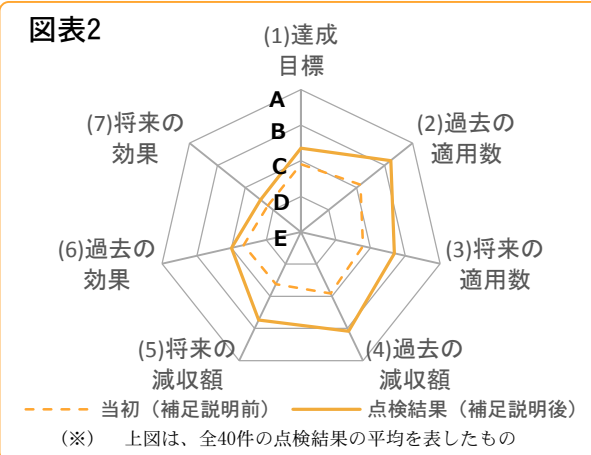 図表2
(1)達成
目標
A
B
C
D
E
(2)過去の
適用数
(3)将来の
適用数
(4)過去の
減収額
(5)将来の
減収額
(6)過去の
効果
(7)将来の
効果
当初（補足説明前）
点検結果（補足説明後）
（※）　上図は、全40件の点検結果の平均を表したもの